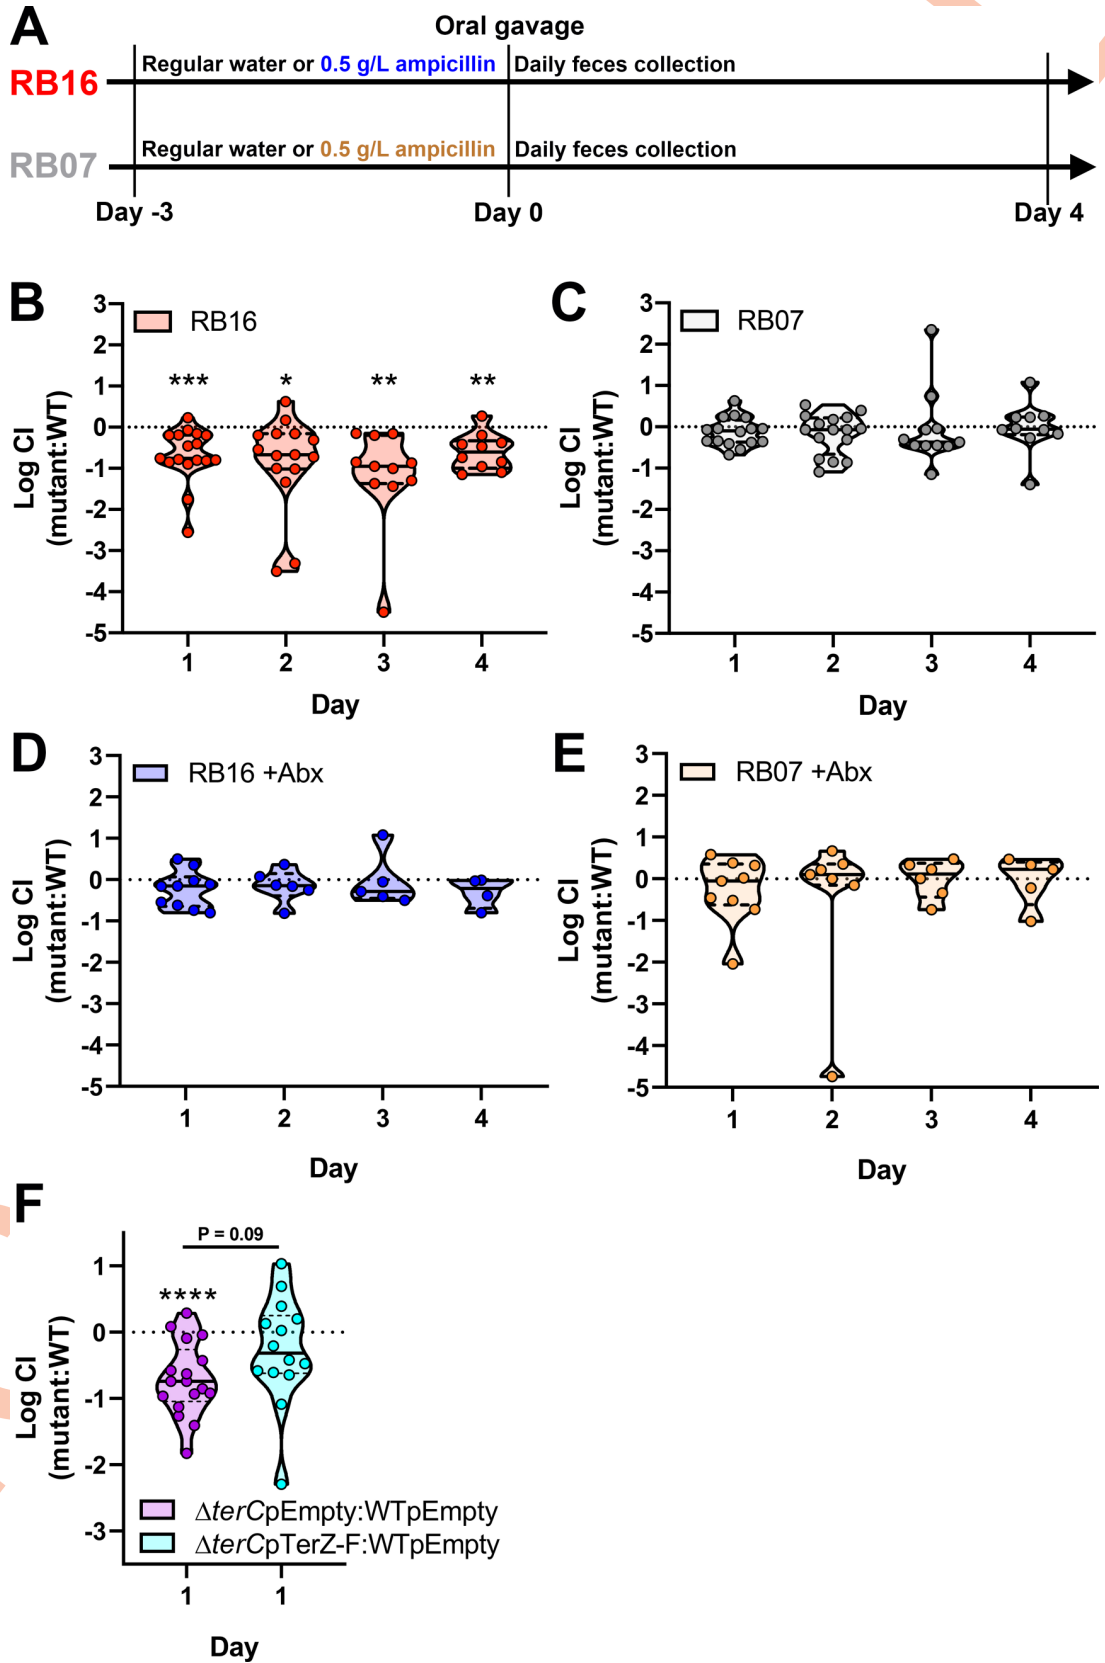 A
Oral gavage
RB16
Regular water or 0.5 g/L ampicillin
Daily feces collection
RB07
Regular water or 0.5 g/L ampicillin
Daily feces collection
Day -3
Day 0
Day 4
B
RB16
3
2
1
0
-1
-2
-3
-4
-5
Log CI
(mutant:WT)
***
*
**
**
1
2
3
4
Day
C
RB07
3
2
1
0
-1
-2
-3
-4
-5
Log CI
(mutant:WT)
1
2
3
4
Day
D
RB16 +Abx
3
2
1
0
-1
-2
-3
-4
-5
Log CI
(mutant:WT)
1
2
3
4
Day
E
RB07 +Abx
3
2
1
0
-1
-2
-3
-4
-5
Log CI
(mutant:WT)
1
2
3
4
Day
F
P = 0.09
****
1
0
-1
-2
-3
Log CI
(mutant:WT)
ΔterCpEmpty:WTpEmpty
ΔterCpTerZ-F:WTpEmpty
1
1
Day